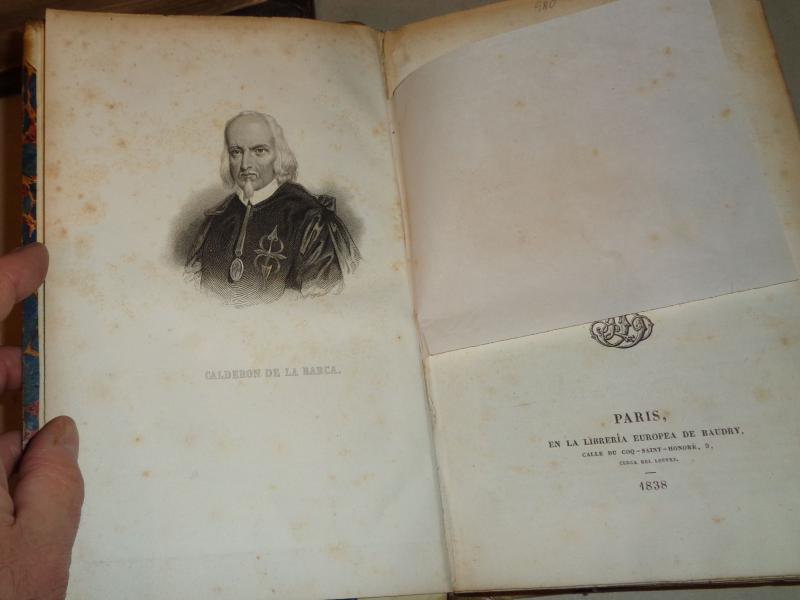 980
CALDERON DE LA BARCA.
PARIS,
EN LA LIBRERÍA EUROPEA DE BAUDRY,
CALLE DU COQ-SAINT-HONORÉ, 9,
CERCA DEL LOUVRE.
1838